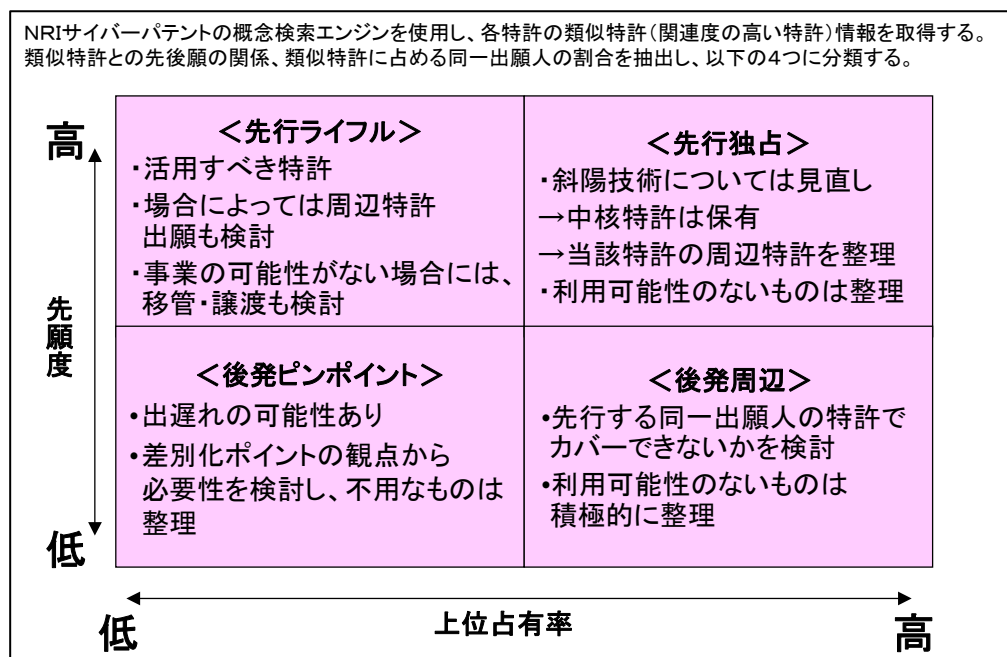 NRIサイバーパテントの概念検索エンジンを使用し、各特許の類似特許(関連度の高い特許)情報を取得する。
類似特許との先後願の関係、類似特許に占める同一出願人の割合を抽出し、以下の4つに分類する。
高
先願度
低
＜先行ライフル＞
・活用すべき特許
・場合によっては周辺特許
出願も検討
・事業の可能性がない場合には、
移管・譲渡も検討
＜先行独占＞
・斜陽技術については見直し
→中核特許は保有
→当該特許の周辺特許を整理
・利用可能性のないものは整理
＜後発ピンポイント＞
•出遅れの可能性あり
•差別化ポイントの観点から
必要性を検討し、不用なものは
整理
＜後発周辺＞
•先行する同一出願人の特許で
カバーできないかを検討
•利用可能性のないものは
積極的に整理
低
上位占有率
高